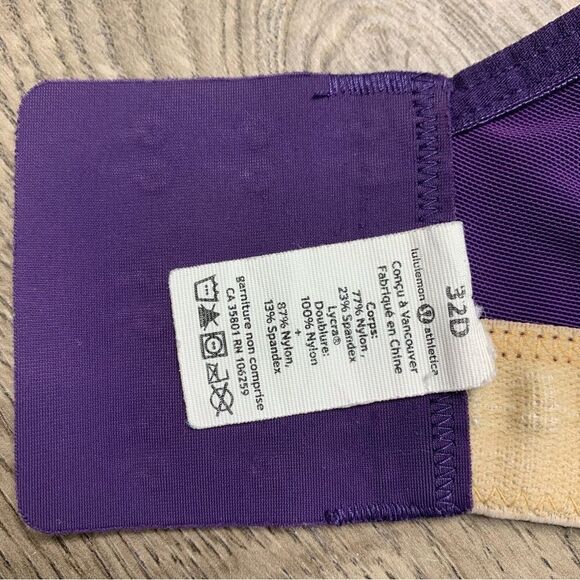 32D
lululemon athletica
Conçu à Vancouver
Fabriqué en Chine
Corps:
77% Nylon,
23% Spandex
Lycra®
Doublure:
100% Nylon
+
87% Nylon,
13% Spandex
garniture non comprise
CA 35801 RN 106259